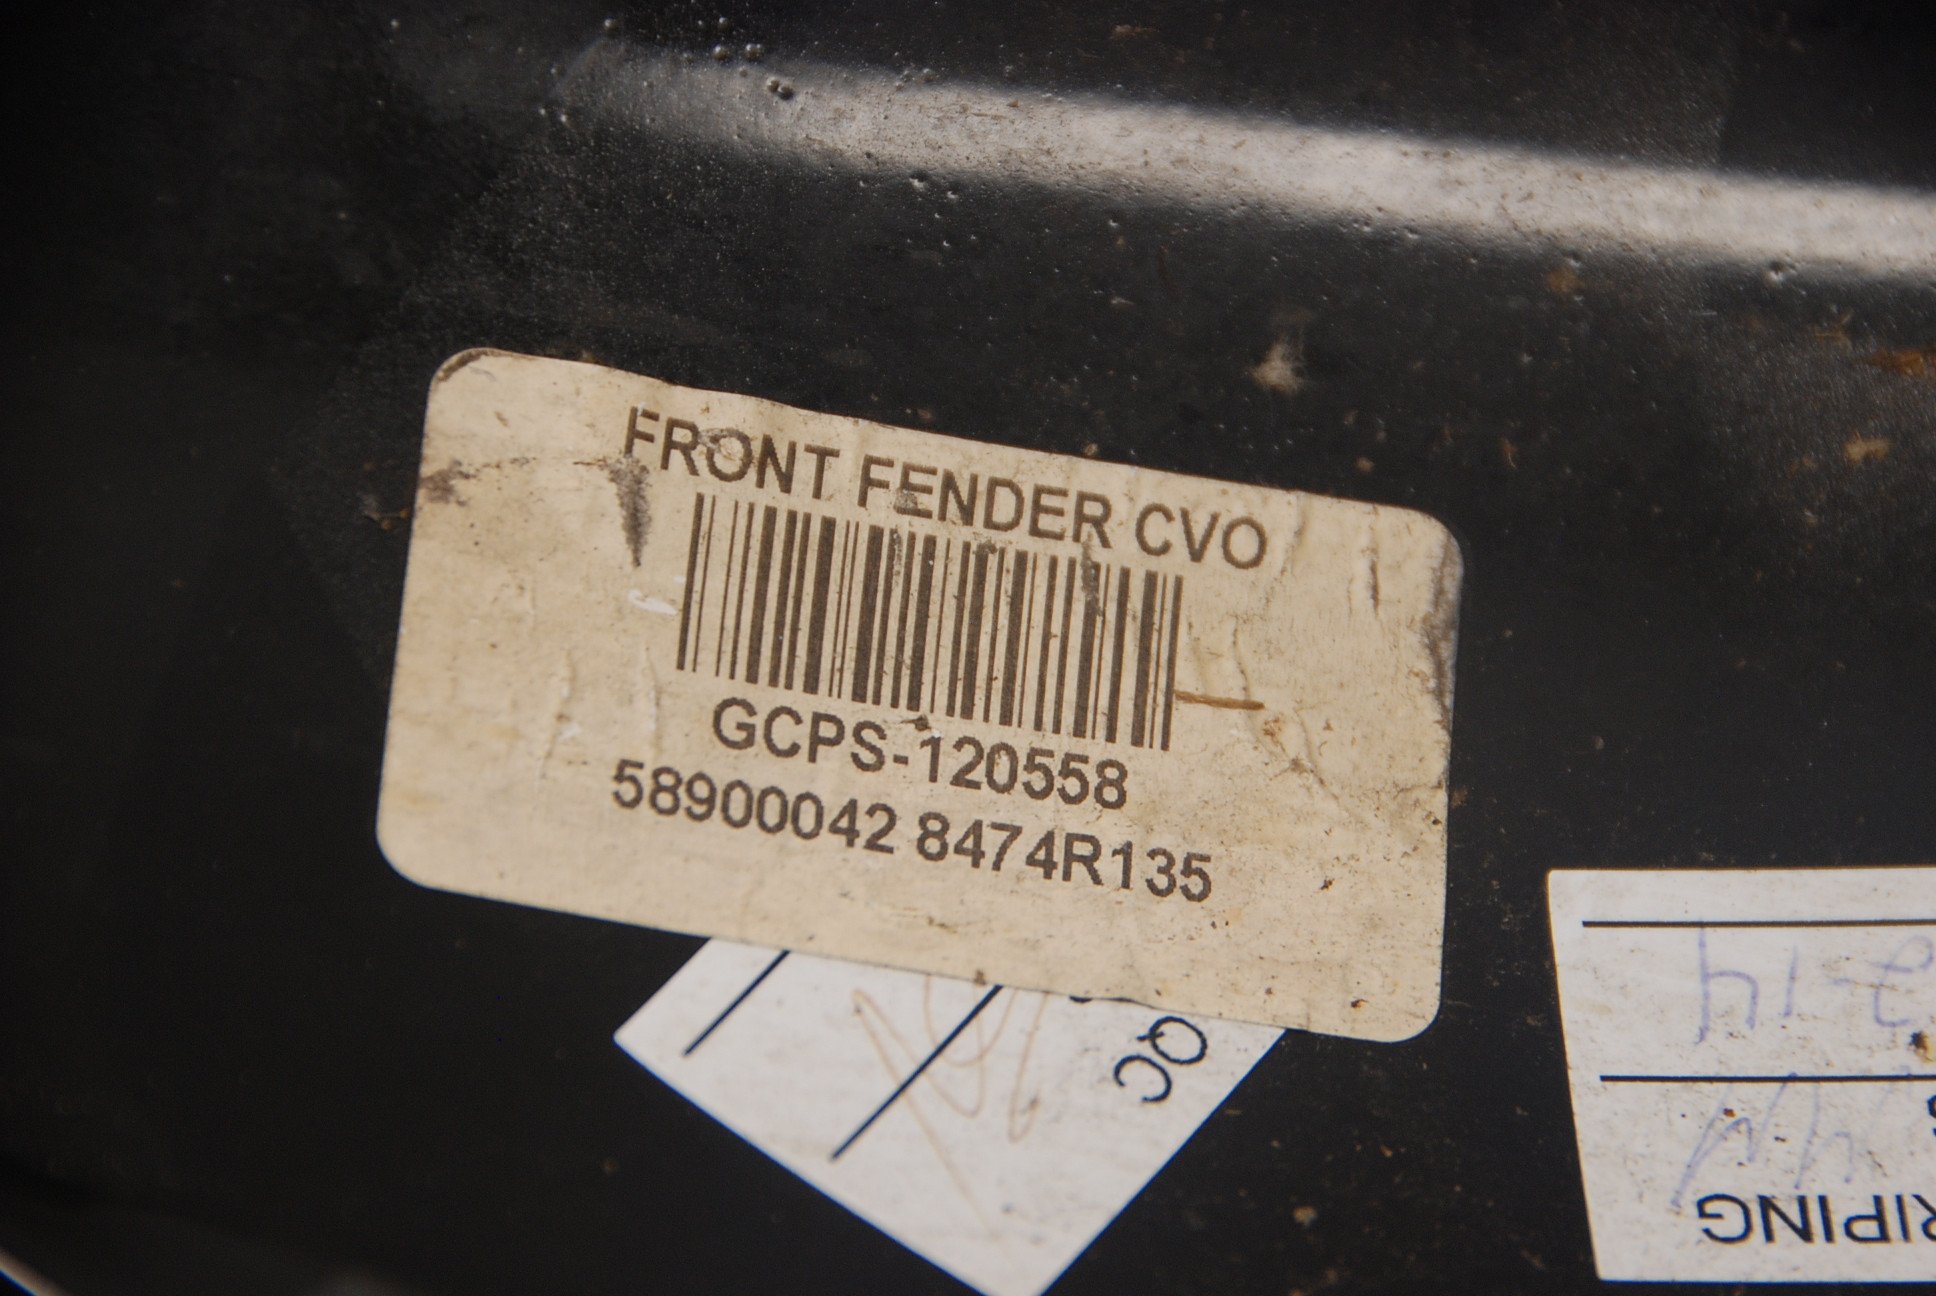 FRONT FENDER CVO
GCPS-120558
58900042 8474R135
QC
RIPING